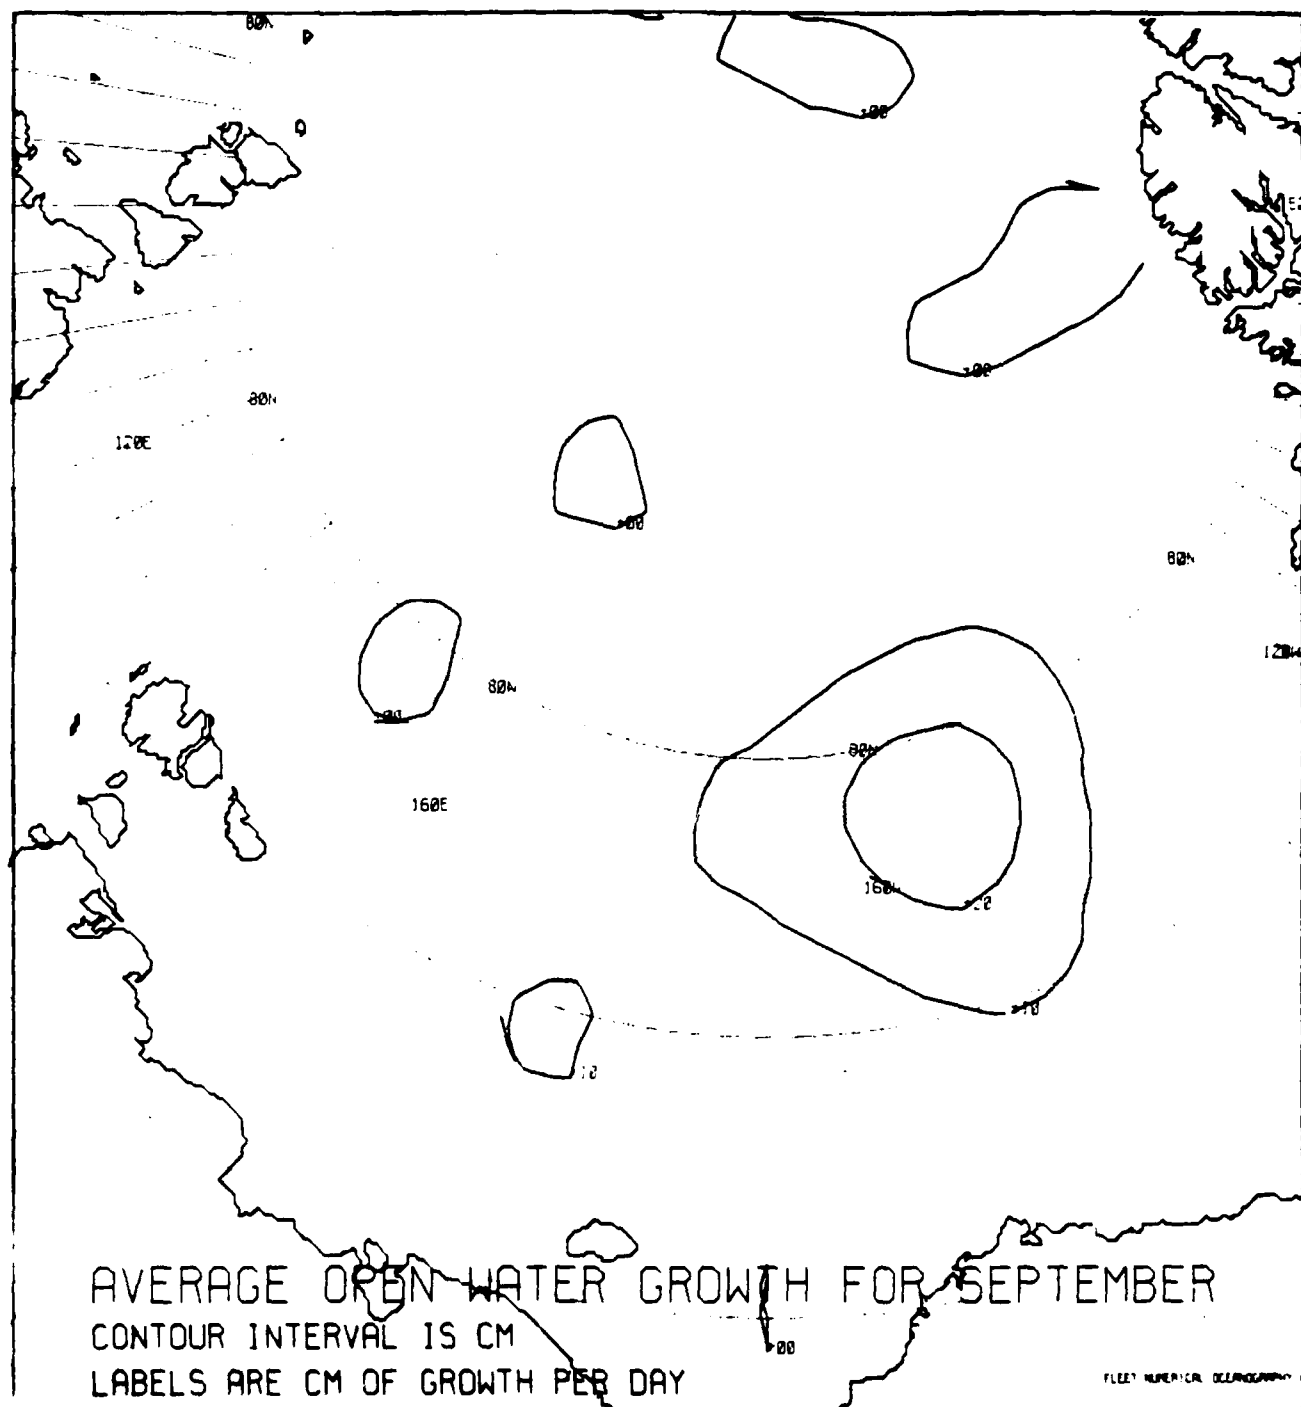 80N
80N
120E
80N
120W
80N
80N
160E
160W
10
AVERAGE OPEN WATER GROWTH FOR SEPTEMBER
CONTOUR INTERVAL IS CM
LABELS ARE CM OF GROWTH PER DAY
FLEET NUMERICAL OCEANOGRAPHY